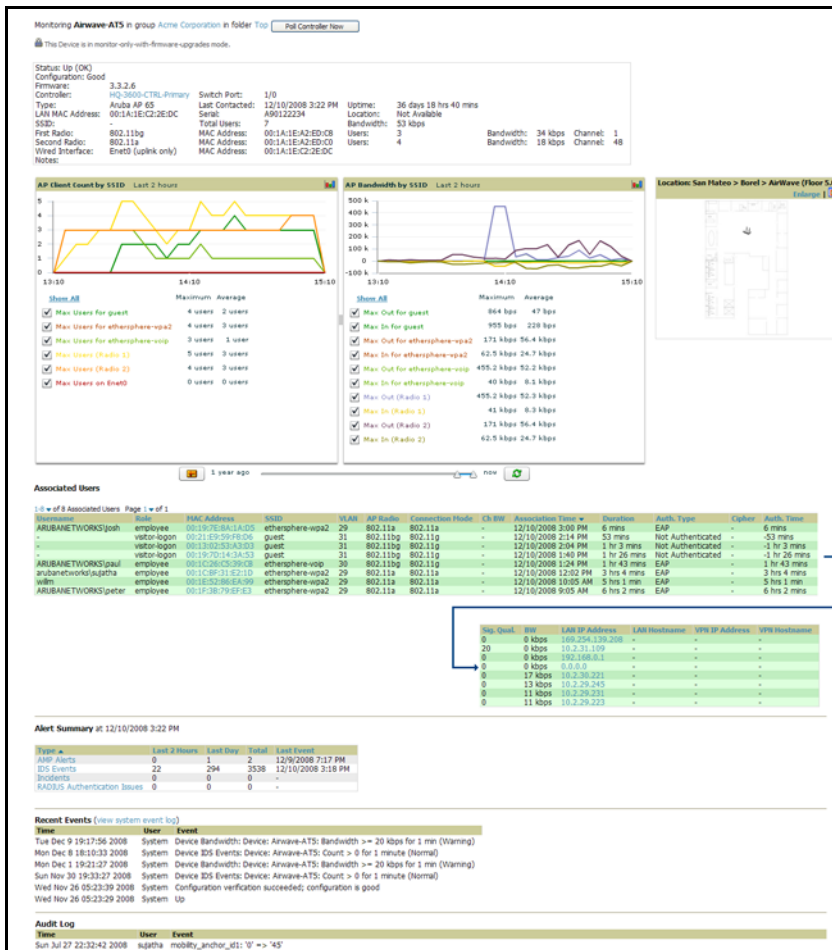 Monitoring Airwave-AT5 in group Acme Corporation in folder Top Poll Controller Now
This Device is in monitor-only-with-firmware-upgrades mode.
Status: Up (OK)
Configuration: Good
Firmware: 3.3.2.6
Controller: HQ-3600-CTRL-Primary Switch Port: 1/0
Type: Aruba AP 65 Last Contacted: 12/10/2008 3:22 PM Uptime: 36 days 18 hrs 40 mins
LAN MAC Address: 00:1A:1E:C2:2E:DC Serial: A90122234 Location: Not Available
SSID: - Total Users: 7 Bandwidth: 53 kbps
First Radio: 802.11bg MAC Address: 00:1A:1E:A2:ED:CB Users: 3 Bandwidth: 34 kbps Channel: 1
Second Radio: 802.11a MAC Address: 00:1A:1E:A2:ED:C0 Users: 4 Bandwidth: 18 kbps Channel: 48
Wired Interface: Enet0 (uplink only) MAC Address: 00:1A:1E:C2:2E:DC
Notes:
AP Client Count by SSID Last 2 hours
5
4
3
2
1
0
13:10 14:10 15:10
Show All Maximum Average
Max Users for guest 4 users 2 users
Max Users for ethersphere-wpa2 4 users 3 users
Max Users for ethersphere-voip 3 users 1 user
Max Users (Radio 1) 5 users 3 users
Max Users (Radio 2) 4 users 3 users
Max Users on Enet0 0 users 0 users
AP Bandwidth by SSID Last 2 hours
500 k
400 k
300 k
200 k
100 k
0
-100 k
13:10 14:10 15:10
Show All Maximum Average
Max Out for guest 864 bps 47 bps
Max In for guest 955 bps 228 bps
Max Out for ethersphere-wpa2 171 kbps 56.4 kbps
Max In for ethersphere-wpa2 62.5 kbps 24.7 kbps
Max Out for ethersphere-voip 455.2 kbps 52.2 kbps
Max In for ethersphere-voip 40 kbps 8.1 kbps
Max Out (Radio 1) 455.2 kbps 52.3 kbps
Max In (Radio 1) 41 kbps 8.3 kbps
Max Out (Radio 2) 171 kbps 56.4 kbps
Max In (Radio 2) 62.5 kbps 24.7 kbps
Location: San Mateo > Borel > AirWave (Floor 5.
Enlarge
1 year ago now
Associated Users
1-8 of 8 Associated Users Page 1 of 1
Username Role MAC Address SSID VLAN AP Radio Connection Mode Ch BW Association Time Duration Auth. Type Cipher Auth. Time
ARUBANETWORKS\josh employee 00:19:7E:8A:1A:D5 ethersphere-wpa2 29 802.11a 802.11a - 12/10/2008 3:00 PM 6 mins EAP - 6 mins
- visitor-logon 00:21:E9:59:F8:D6 guest 31 802.11bg 802.11g - 12/10/2008 2:14 PM 53 mins Not Authenticated - -53 mins
- visitor-logon 00:13:02:53:A3:D3 guest 31 802.11bg 802.11g - 12/10/2008 2:04 PM 1 hr 3 mins Not Authenticated - -1 hr 3 mins
- visitor-logon 00:19:7D:14:3A:53 guest 31 802.11bg 802.11g - 12/10/2008 1:40 PM 1 hr 26 mins Not Authenticated - -1 hr 26 mins
ARUBANETWORKS\paul employee 00:1C:26:C5:39:CB ethersphere-voip 30 802.11bg 802.11g - 12/10/2008 1:24 PM 1 hr 43 mins EAP - 1 hr 43 mins
arubanetworks\sujatha employee 00:1C:BF:31:E2:1D ethersphere-wpa2 29 802.11a 802.11a - 12/10/2008 12:02 PM 3 hrs 4 mins EAP - 3 hrs 4 mins
willm employee 00:1E:52:86:EA:99 ethersphere-wpa2 29 802.11a 802.11a - 12/10/2008 10:05 AM 5 hrs 1 min EAP - 5 hrs 1 min
ARUBANETWORKS\peter employee 00:1F:3B:79:EF:E3 ethersphere-wpa2 29 802.11a 802.11a - 12/10/2008 9:05 AM 6 hrs 2 mins EAP - 6 hrs 2 mins
Sig. Qual. BW LAN IP Address LAN Hostname VPN IP Address VPN Hostname
0 0 kbps 169.254.139.208 - - -
20 0 kbps 10.2.31.109 - - -
0 0 kbps 192.168.0.1 - - -
0 0 kbps 0.0.0.0 - - -
0 17 kbps 10.2.30.221 - - -
0 13 kbps 10.2.29.245 - - -
0 11 kbps 10.2.29.231 - - -
0 11 kbps 10.2.29.223 - - -
Alert Summary at 12/10/2008 3:22 PM
Type Last 2 Hours Last Day Total Last Event
AMP Alerts 0 1 2 12/9/2008 7:17 PM
IDS Events 22 294 3538 12/10/2008 3:18 PM
Incidents 0 0 0 -
RADIUS Authentication Issues 0 0 0 -
Recent Events (view system event log)
Time User Event
Tue Dec 9 19:17:56 2008 System Device Bandwidth: Device: Airwave-AT5: Bandwidth >= 20 kbps for 1 min (Warning)
Mon Dec 8 18:10:33 2008 System Device IDS Events: Device: Airwave-AT5: Count > 0 for 1 minute (Normal)
Mon Dec 1 19:21:27 2008 System Device Bandwidth: Device: Airwave-AT5: Bandwidth >= 20 kbps for 1 min (Warning)
Sun Nov 30 19:33:27 2008 System Device IDS Events: Device: Airwave-AT5: Count > 0 for 1 minute (Normal)
Wed Nov 26 05:23:39 2008 System Configuration verification succeeded; configuration is good
Wed Nov 26 05:23:29 2008 System Up
Audit Log
Time User Event
Sun Jul 27 22:32:42 2008 sujatha mobility_anchor_id1: '0' => '45'